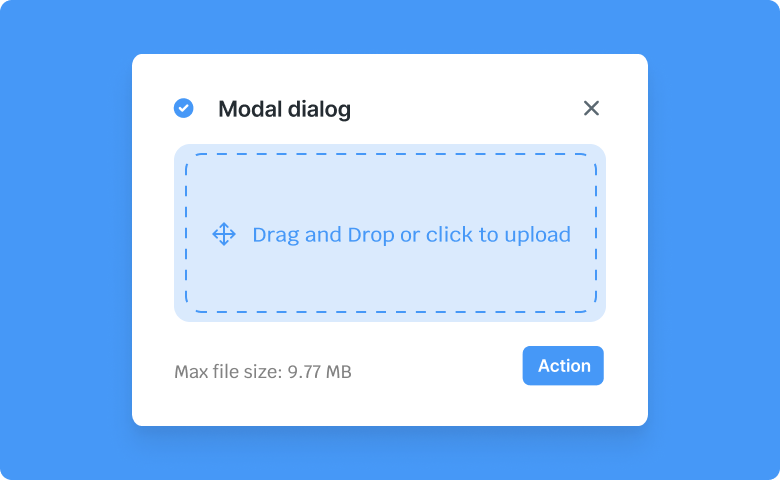 Modal dialog
Drag and Drop or click to upload
Max file size: 9.77 MB
Action